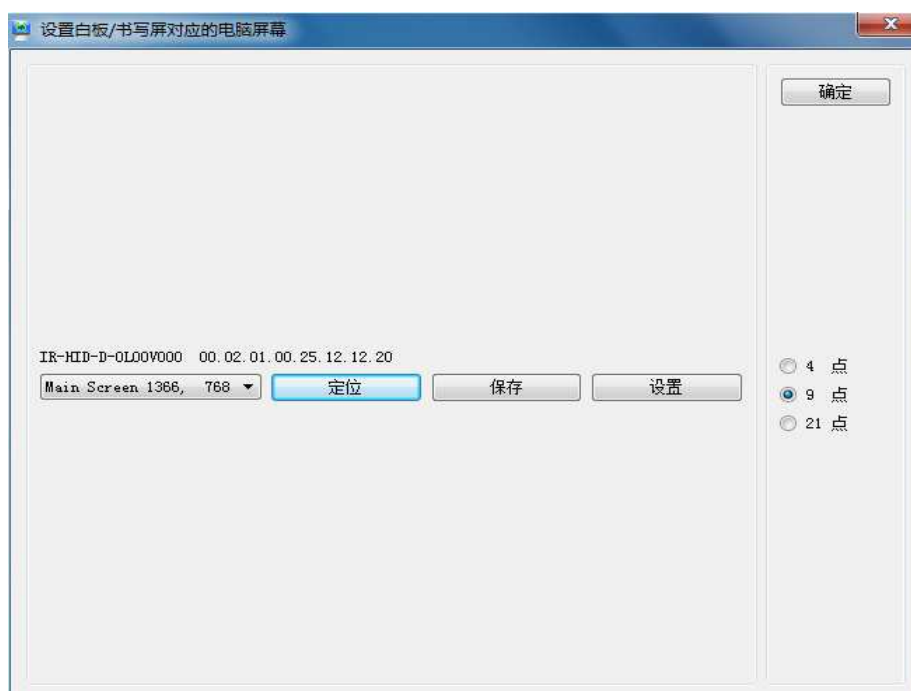 设置白板/书写屏对应的电脑屏幕
确定
IR-HID-D-OL00V000 00.02.01.00.25.12.12.20
Main Screen 1366, 768
定位
保存
设置
4 点
9 点
21 点